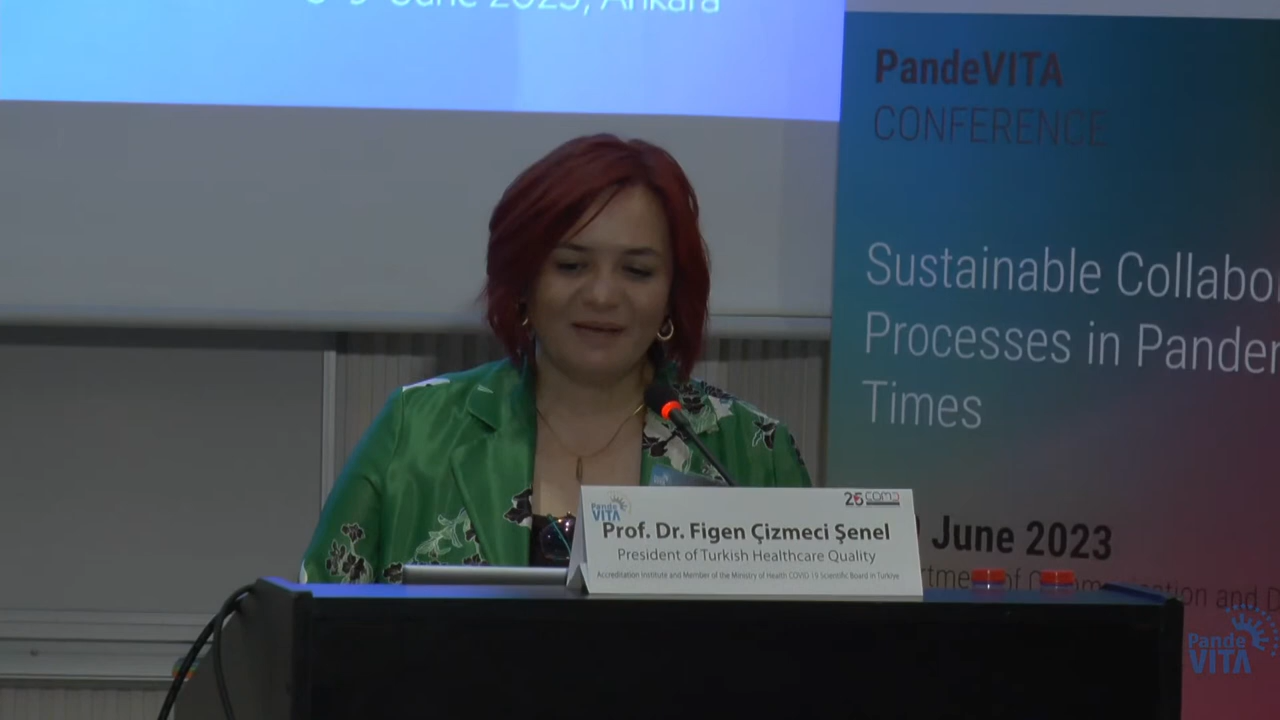 June 2023, Ankara
PandeVITA
CONFERENCE
Sustainable Collabo
Processes in Pander
Times
June 2023
Pande
VITA
26
Prof. Dr. Figen Çizmeci Şenel
President of Turkish Healthcare Quality
Accreditation Institute and Member of the Ministry of Health COVID 19 Scientific Board in Turkiye
Pande
VITA